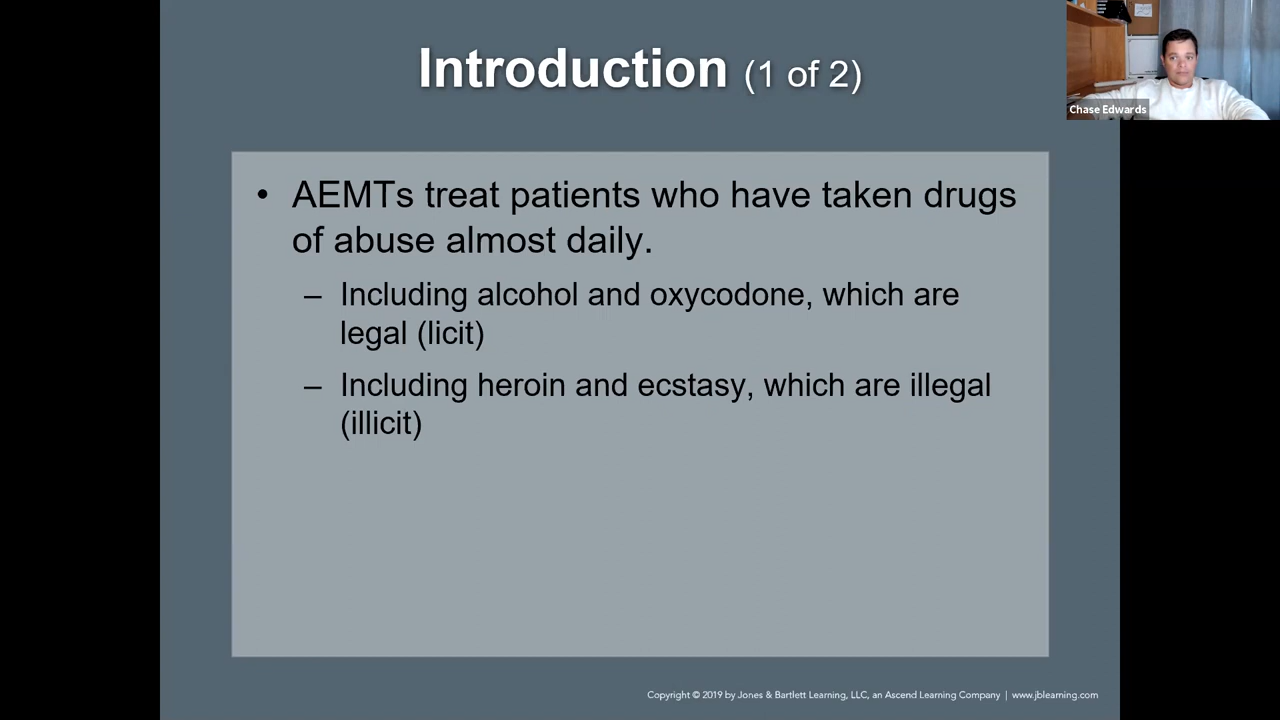 Introduction (1 of 2)
Chase Edwards
• AEMTs treat patients who have taken drugs
of abuse almost daily.
– Including alcohol and oxycodone, which are
legal (licit)
– Including heroin and ecstasy, which are illegal
(illicit)
Copyright © 2019 by Jones & Bartlett Learning, LLC, an Ascend Learning Company | www.jblearning.com